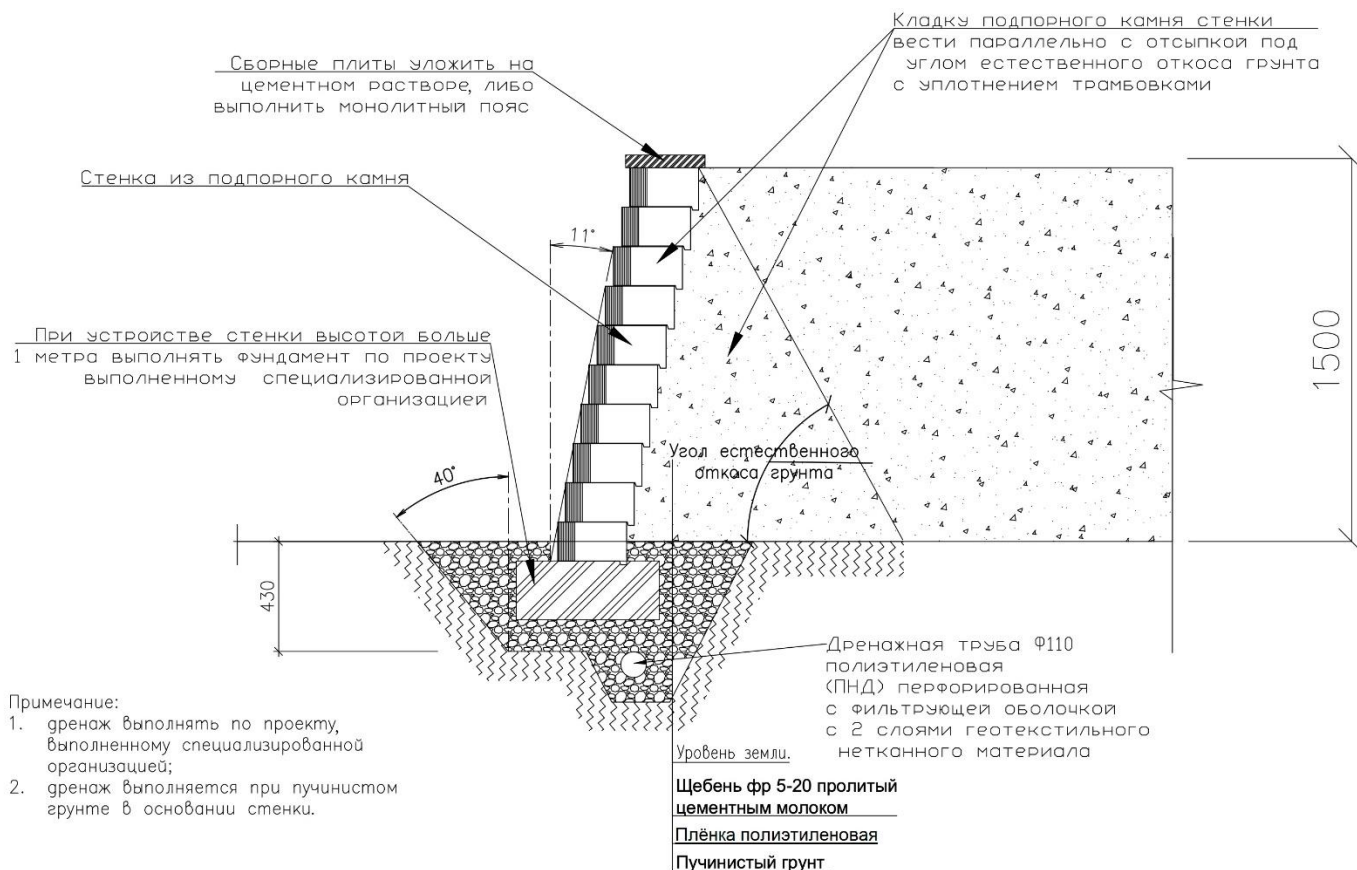 Кладку подпорного камня стенки
вести параллельно с отсыпкой под
углом естественного откоса грунта
с уплотнением трамбовками
Сборные плиты уложить на
цементном растворе, либо
выполнить монолитный пояс
Стенка из подпорного камня
11°
При устройстве стенки высотой больше
1 метра выполнять фундамент по проекту
выполненному специализированной
организацией
1500
40°
Угол естественного
откоса грунта
430
Дренажная труба Ф110
полиэтиленовая
(ПНД) перфорированная
с фильтрующей оболочкой
с 2 слоями геотекстильного
нетканного материала
Примечание:
1. дренаж выполнять по проекту,
выполненному специализированной
организацией;
2. дренаж выполняется при пучинистом
грунте в основании стенки.
Уровень земли.
Щебень фр 5-20 пролитый
цементным молоком
Плёнка полиэтиленовая
Пучинистый грунт